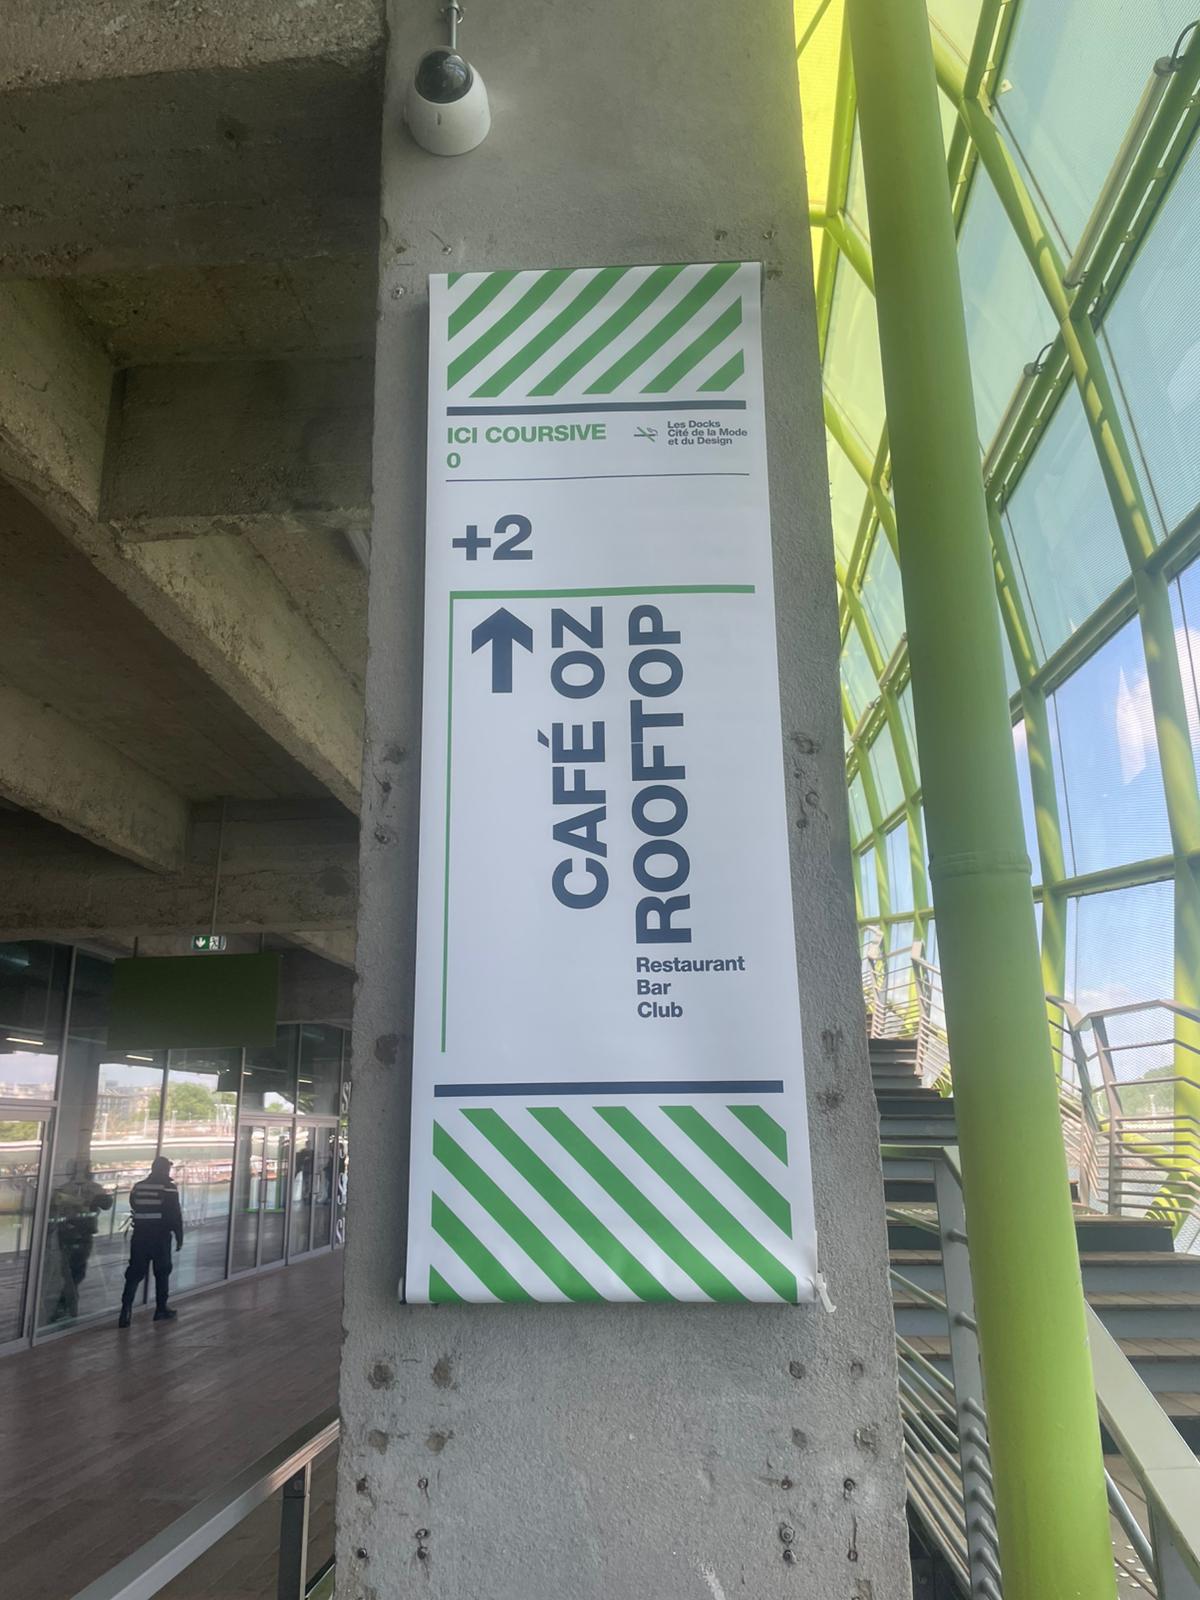 ICI COURSIVE
0
Les Docks
Cité de la Mode
et du Design
+2
CAFÉ OZ
ROOFTOP
Restaurant
Bar
Club